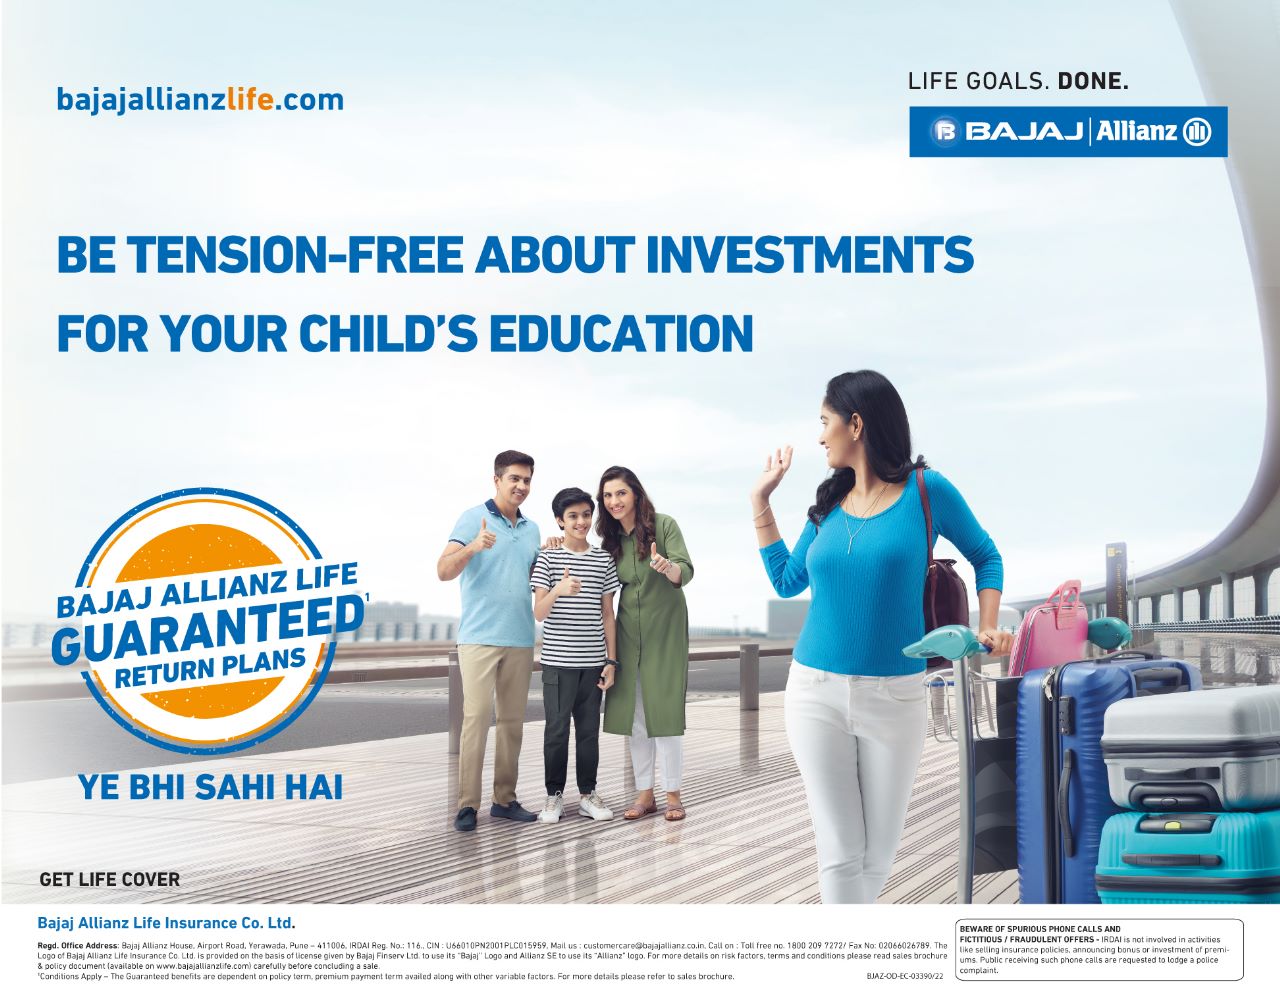 bajajallianzlife.com
LIFE GOALS. DONE.
B BAJAJ | Allianz
BE TENSION-FREE ABOUT INVESTMENTS
FOR YOUR CHILD'S EDUCATION
BAJAJ ALLIANZ LIFE
GUARANTEED¹
RETURN PLANS
YE BHI SAHI HAI
GET LIFE COVER
Bajaj Allianz Life Insurance Co. Ltd.
Regd. Office Address: Bajaj Allianz House, Airport Road, Yerawada, Pune – 411006, IRDAI Reg. No.: 116., CIN : U66010PN2001PLC015959, Mail us : customercare@bajajallianz.co.in. Call on : Toll free no. 1800 209 7272/ Fax No: 02066026789. The
Logo of Bajaj Allianz Life Insurance Co. Ltd. is provided on the basis of license given by Bajaj Finserv Ltd. to use its "Bajaj" Logo and Allianz SE to use its "Allianz" logo. For more details on risk factors, terms and conditions please read sales brochure
& policy document (available on www.bajajallianzlife.com) carefully before concluding a sale.
¹Conditions Apply – The Guaranteed benefits are dependent on policy term, premium payment term availed along with other variable factors. For more details please refer to sales brochure.
BJAZ-OD-EC-03390/22
BEWARE OF SPURIOUS PHONE CALLS AND
FICTITIOUS / FRAUDULENT OFFERS - IRDAI is not involved in activities
like selling insurance policies, announcing bonus or investment of premi-
ums. Public receiving such phone calls are requested to lodge a police
complaint.